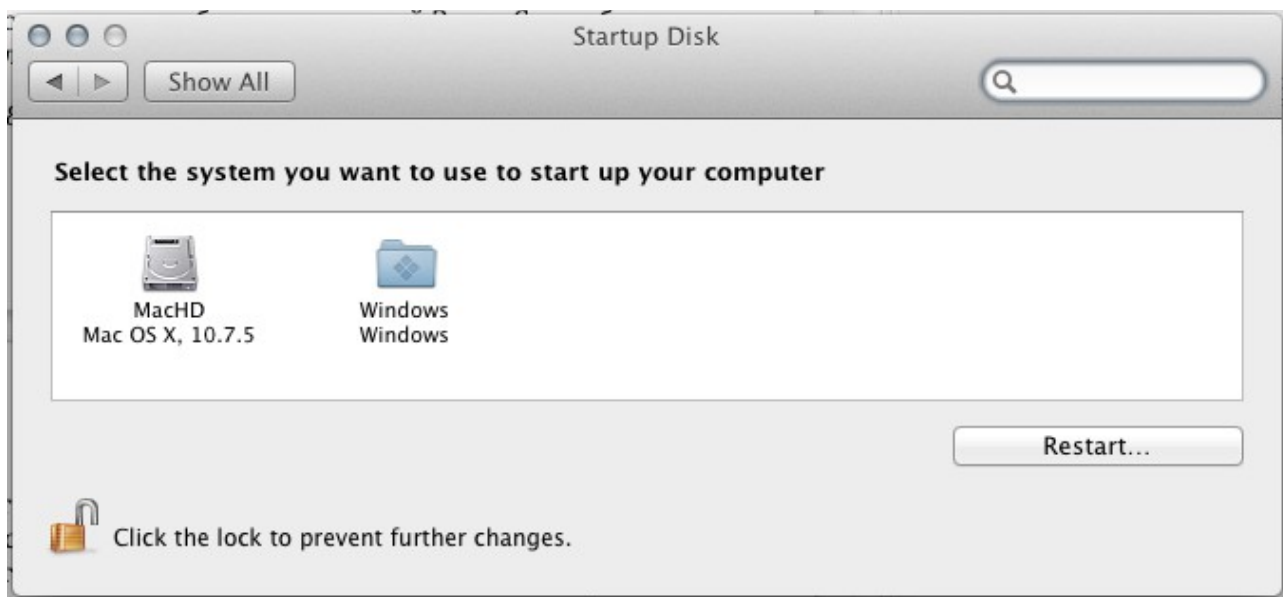 Startup Disk
Show All
Select the system you want to use to start up your computer
MacHD
Mac OS X, 10.7.5
Windows
Windows
Restart...
Click the lock to prevent further changes.